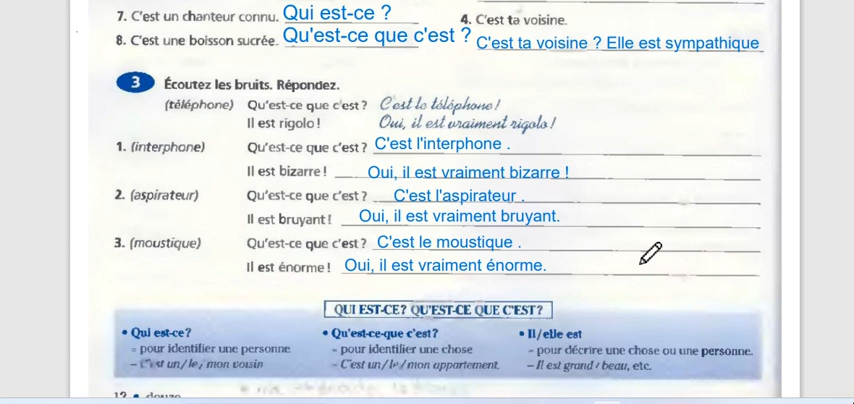 7. C'est un chanteur connu. Qui est-ce ?
4. C'est ta voisine.
8. C'est une boisson sucrée. Qu'est-ce que c'est ?
C'est ta voisine ? Elle est sympathique
3 Écoutez les bruits. Répondez.
(téléphone) Qu'est-ce que c'est ? C'est le téléphone !
Il est rigolo ! Oui, il est vraiment rigolo !
1. (interphone) Qu'est-ce que c'est ? C'est l'interphone .
Il est bizarre ! Oui, il est vraiment bizarre !
2. (aspirateur) Qu'est-ce que c'est ? C'est l'aspirateur .
Il est bruyant ! Oui, il est vraiment bruyant.
3. (moustique) Qu'est-ce que c'est ? C'est le moustique .
Il est énorme ! Oui, il est vraiment énorme.
QUI EST-CE? QU'EST-CE QUE C'EST?
• Qui est-ce?
- pour identifier une personne
- C'est un/le/mon voisin
• Qu'est-ce-que c'est?
- pour identifier une chose
- C'est un/le/mon appartement
• Il/elle est
- pour décrire une chose ou une personne.
- Il est grand / beau, etc.
12 • douze